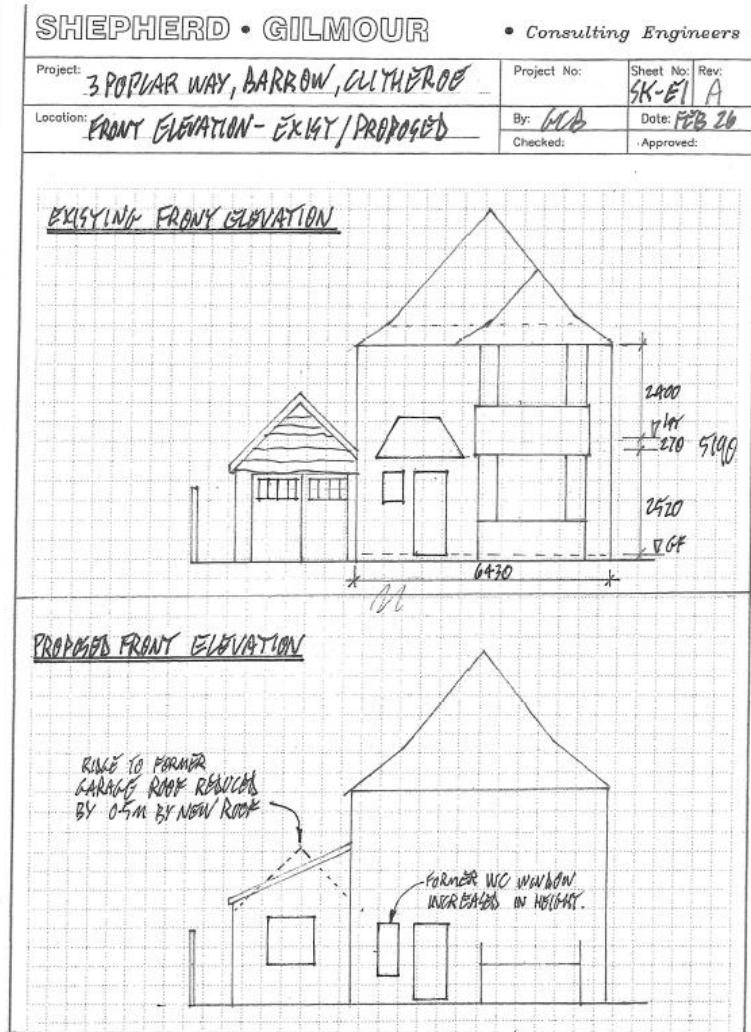 SHEPHERD • GILMOUR
• Consulting Engineers
Project: 3 POPLAR WAY, BARROW, CLITHEROE
Project No:
Sheet No: SK-E1
Rev: A
Location: FRONT ELEVATION - EXIST / PROPOSED
By:
Date: FEB 26
Checked:
Approved:
EXISTING FRONT ELEVATION
2400
270
5190
2520
GF
6430
PROPOSED FRONT ELEVATION
RIDGE TO FORMER
GARAGE ROOF REDUCED
BY 0.5M BY NEW ROOF
FORMER WC WINDOW
INCREASED IN HEIGHT.